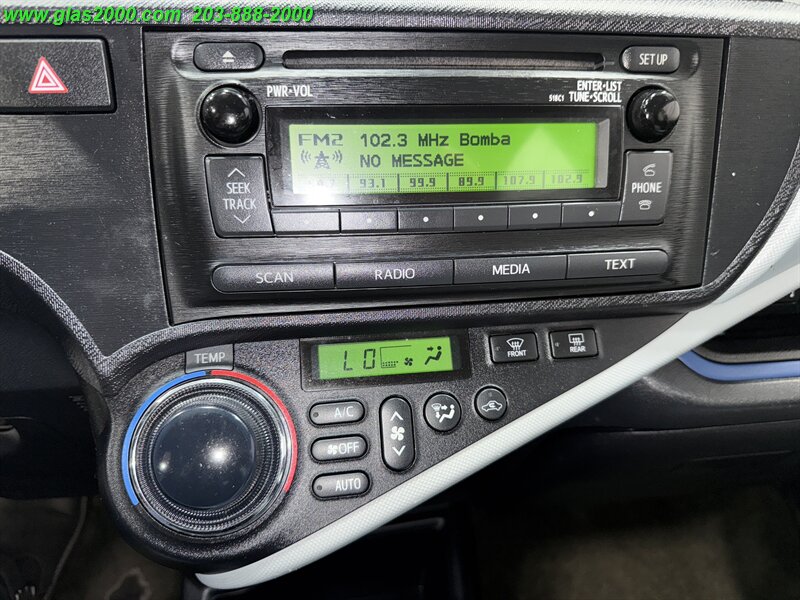 www.glas2000.com 203-888-2000
SET UP
PWR•VOL
ENTER•LIST
518C1 TUNE•SCROLL
FM2 102.3 MHz Bomba
NO MESSAGE
93.1 99.9 89.9 107.9 102.9
SEEK
TRACK
PHONE
SCAN RADIO MEDIA TEXT
TEMP
LO
FRONT
REAR
A/C
OFF
AUTO